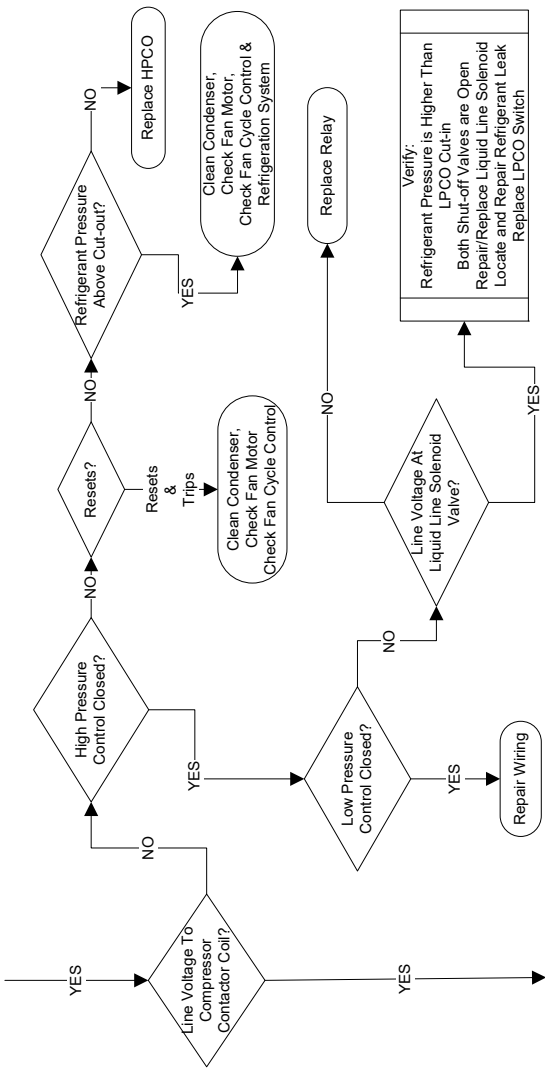 YES
Line Voltage To
Compressor
Contactor Coil?
YES
NO
High Pressure
Control Closed?
NO
Resets?
NO
Refrigerant Pressure
Above Cut-out?
NO
Replace HPCO
YES
Clean Condenser,
Check Fan Motor,
Check Fan Cycle Control &
Refrigeration System
Resets
&
Trips
Clean Condenser,
Check Fan Motor
Check Fan Cycle Control
YES
Low Pressure
Control Closed?
YES
Repair Wiring
NO
Line Voltage At
Liquid Line Solenoid
Valve?
NO
Replace Relay
YES
Verify:
Refrigerant Pressure is Higher Than
LPCO Cut-in
Both Shut-off Valves are Open
Repair/Replace Liquid Line Solenoid
Locate and Repair Refrigerant Leak
Replace LPCO Switch